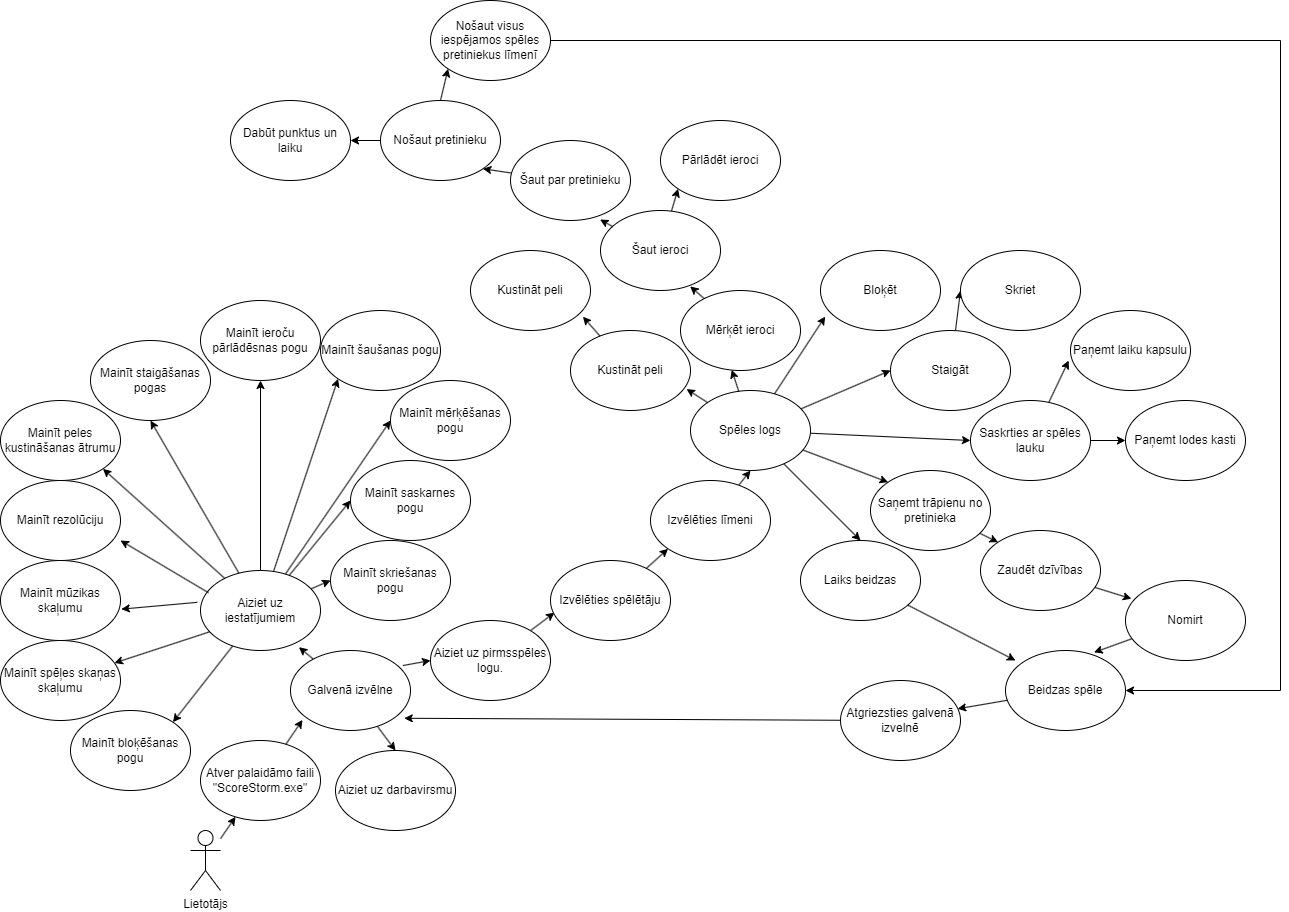 Nošaut visus
iespējamos spēles
pretiniekus līmenī
Dabūt punktus un
laiku
Nošaut pretinieku
Šaut par pretinieku
Pārlādēt ieroci
Šaut ieroci
Kustināt peli
Mērķēt ieroci
Bloķēt
Skriet
Mainīt ieroču
pārlādēsnas pogu
Mainīt šaušanas pogu
Mainīt staigāšanas
pogas
Kustināt peli
Staigāt
Paņemt laiku kapsulu
Mainīt mērķēšanas
pogu
Mainīt peles
kustināšanas ātrumu
Spēles logs
Saskrties ar spēles
lauku
Paņemt lodes kasti
Mainīt saskarnes
pogu
Mainīt rezolūciju
Izvēlēties līmeni
Saņemt trāpienu no
pretinieka
Mainīt skriešanas
pogu
Laiks beidzas
Zaudēt dzīvības
Mainīt mūzikas
skaļumu
Aiziet uz
iestatījumiem
Izvēlēties spēlētāju
Nomirt
Mainīt spēļes skaņas
skaļumu
Aiziet uz pirmsspēles
logu.
Galvenā izvēlne
Beidzas spēle
Atgriezsties galvenā
izvelnē
Mainīt bloķēšanas
pogu
Atver palaidāmo faili
"ScoreStorm.exe"
Aiziet uz darbavirsmu
Lietotājs